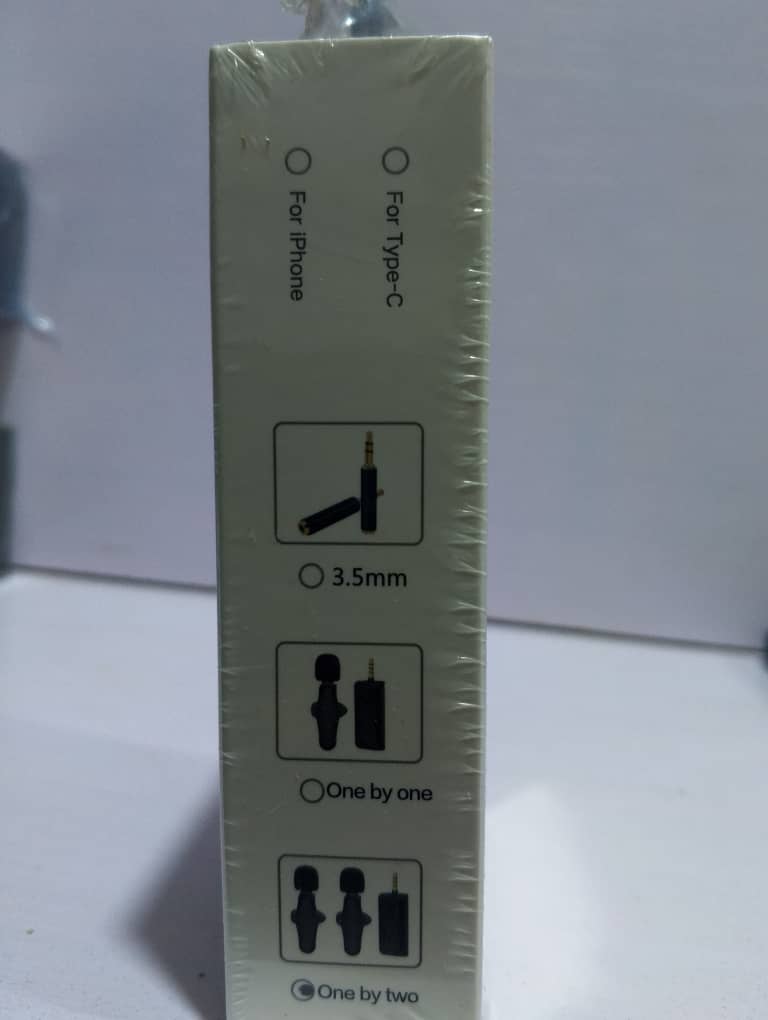 For Type-C
For iPhone
3.5mm
One by one
One by two